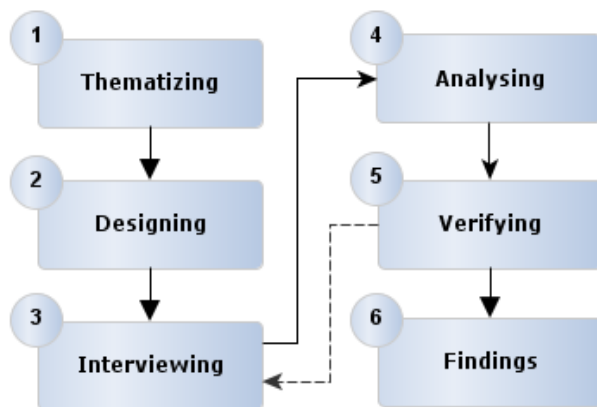 1
Thematizing
2
Designing
3
Interviewing
4
Analysing
5
Verifying
6
Findings